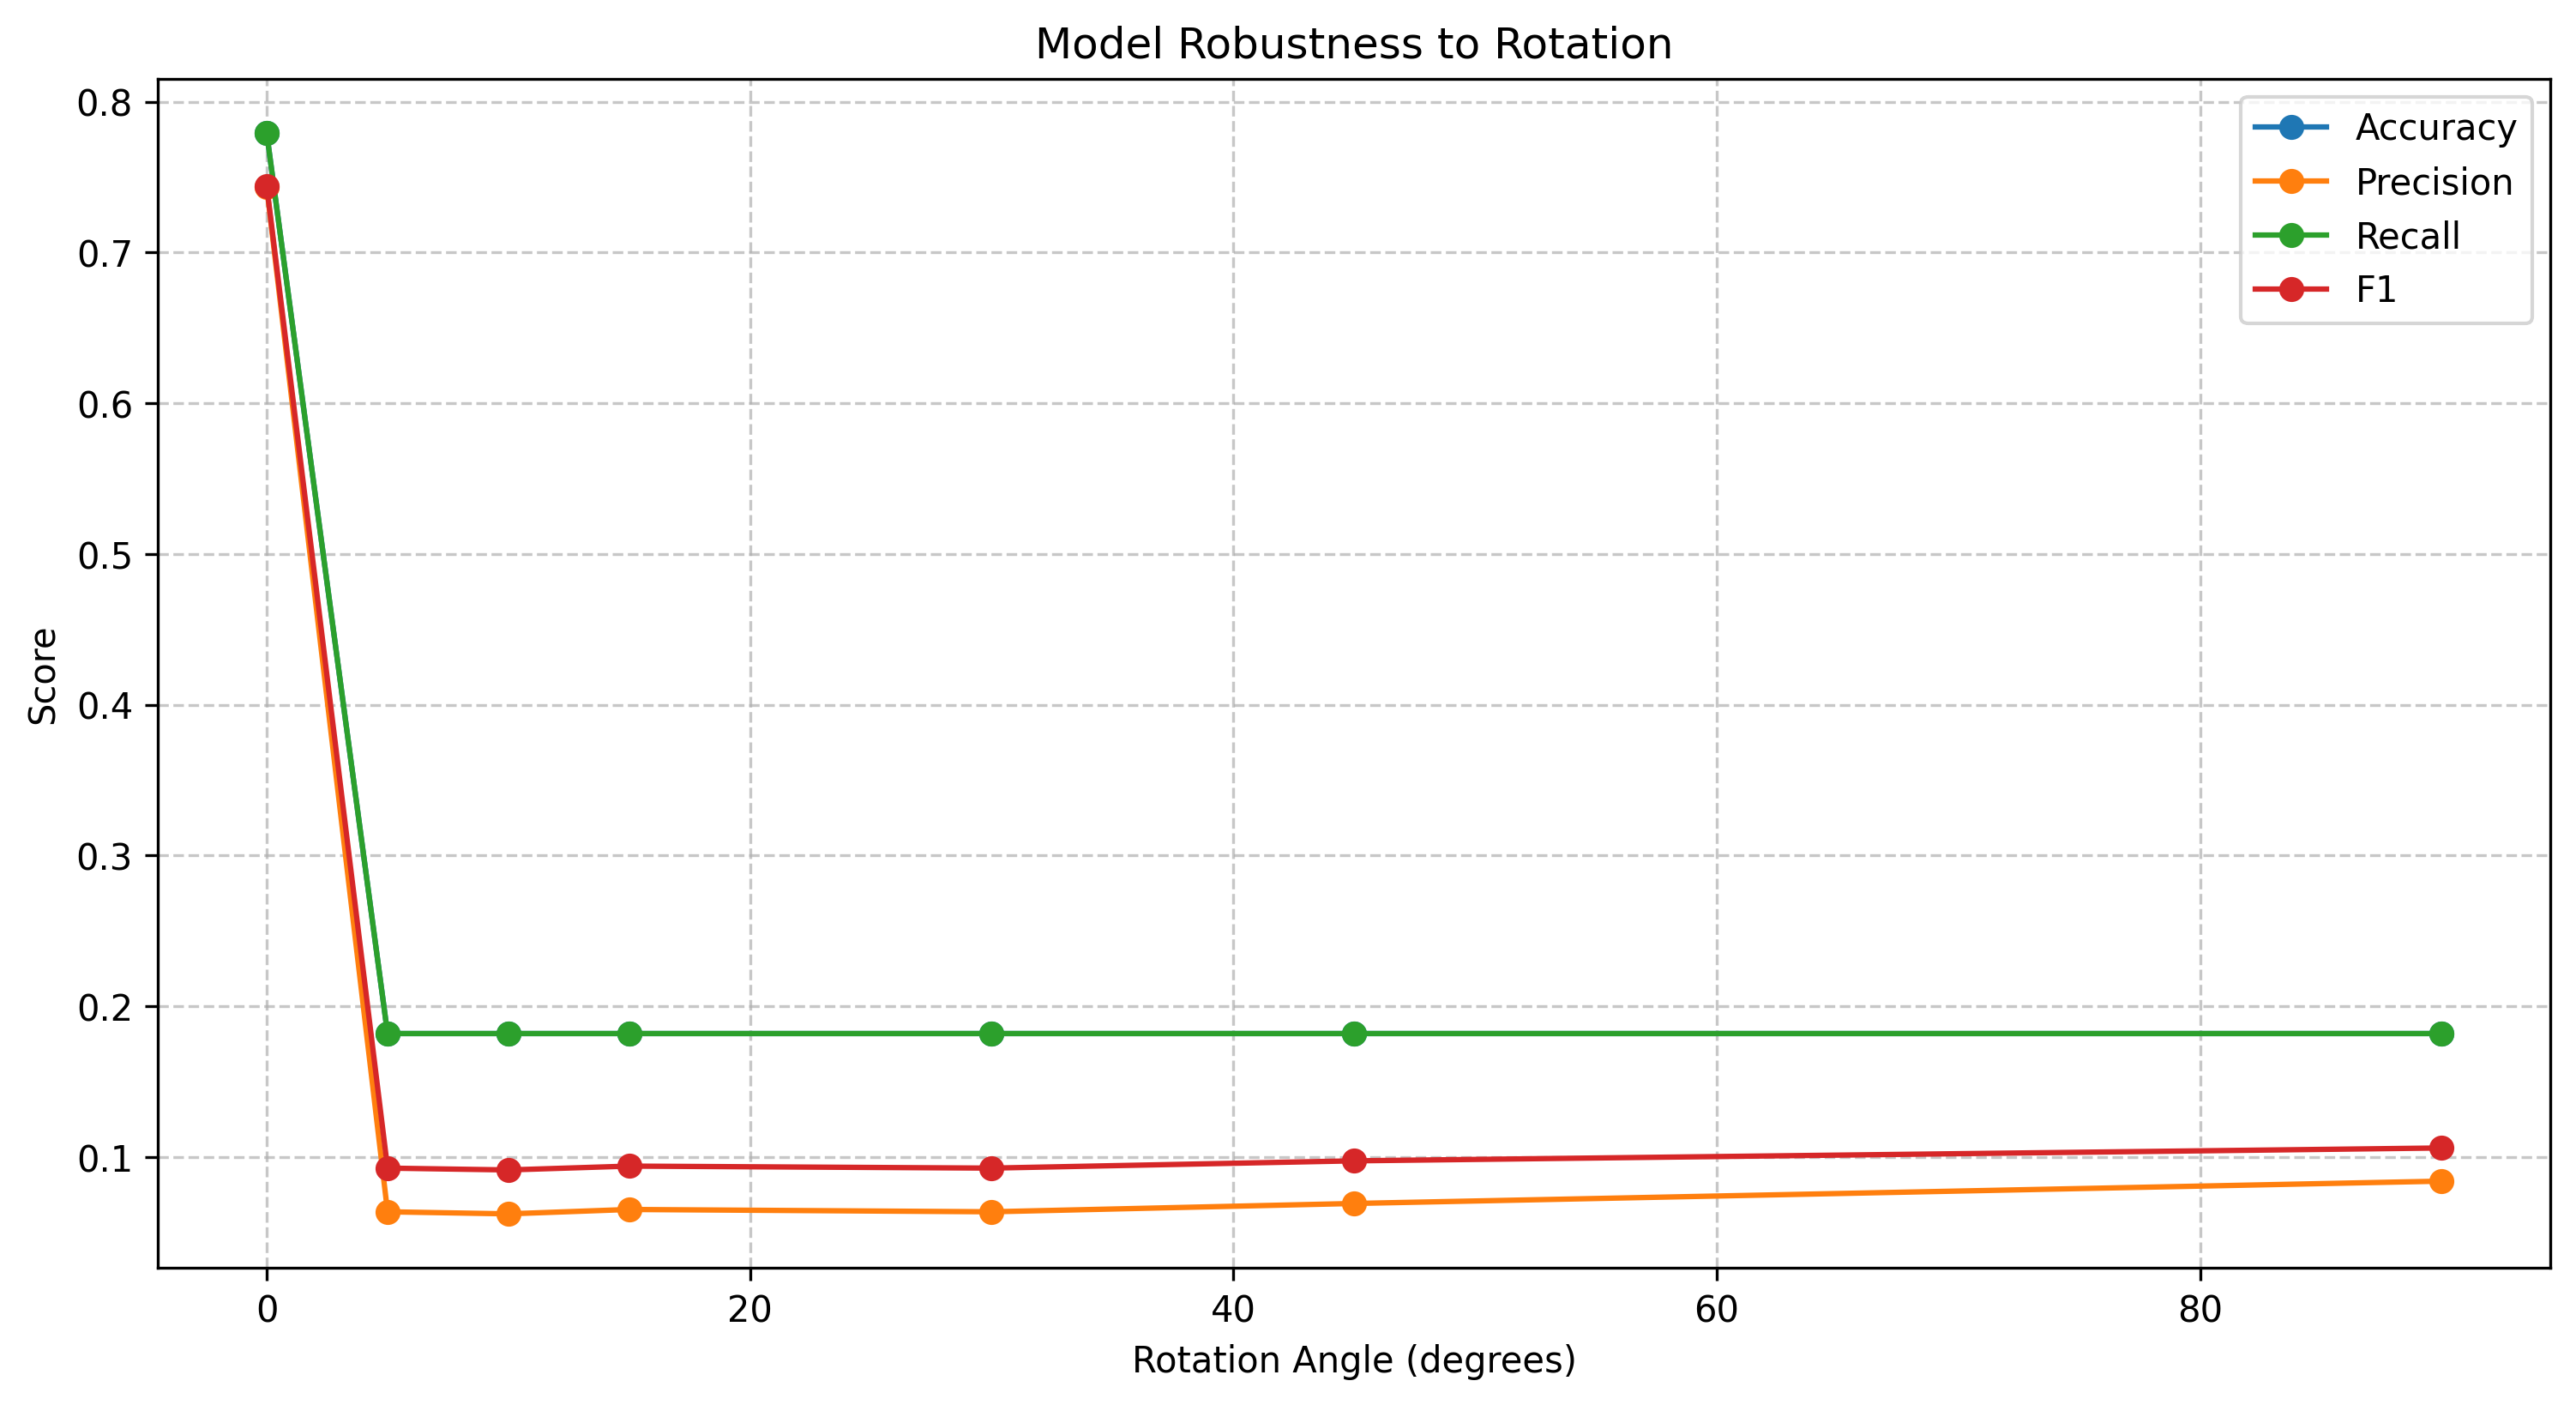 Model Robustness to Rotation
0.8
0.7
0.6
0.5
0.4
0.3
0.2
0.1
Score
Accuracy
Precision
Recall
F1
0 20 40 60 80
Rotation Angle (degrees)